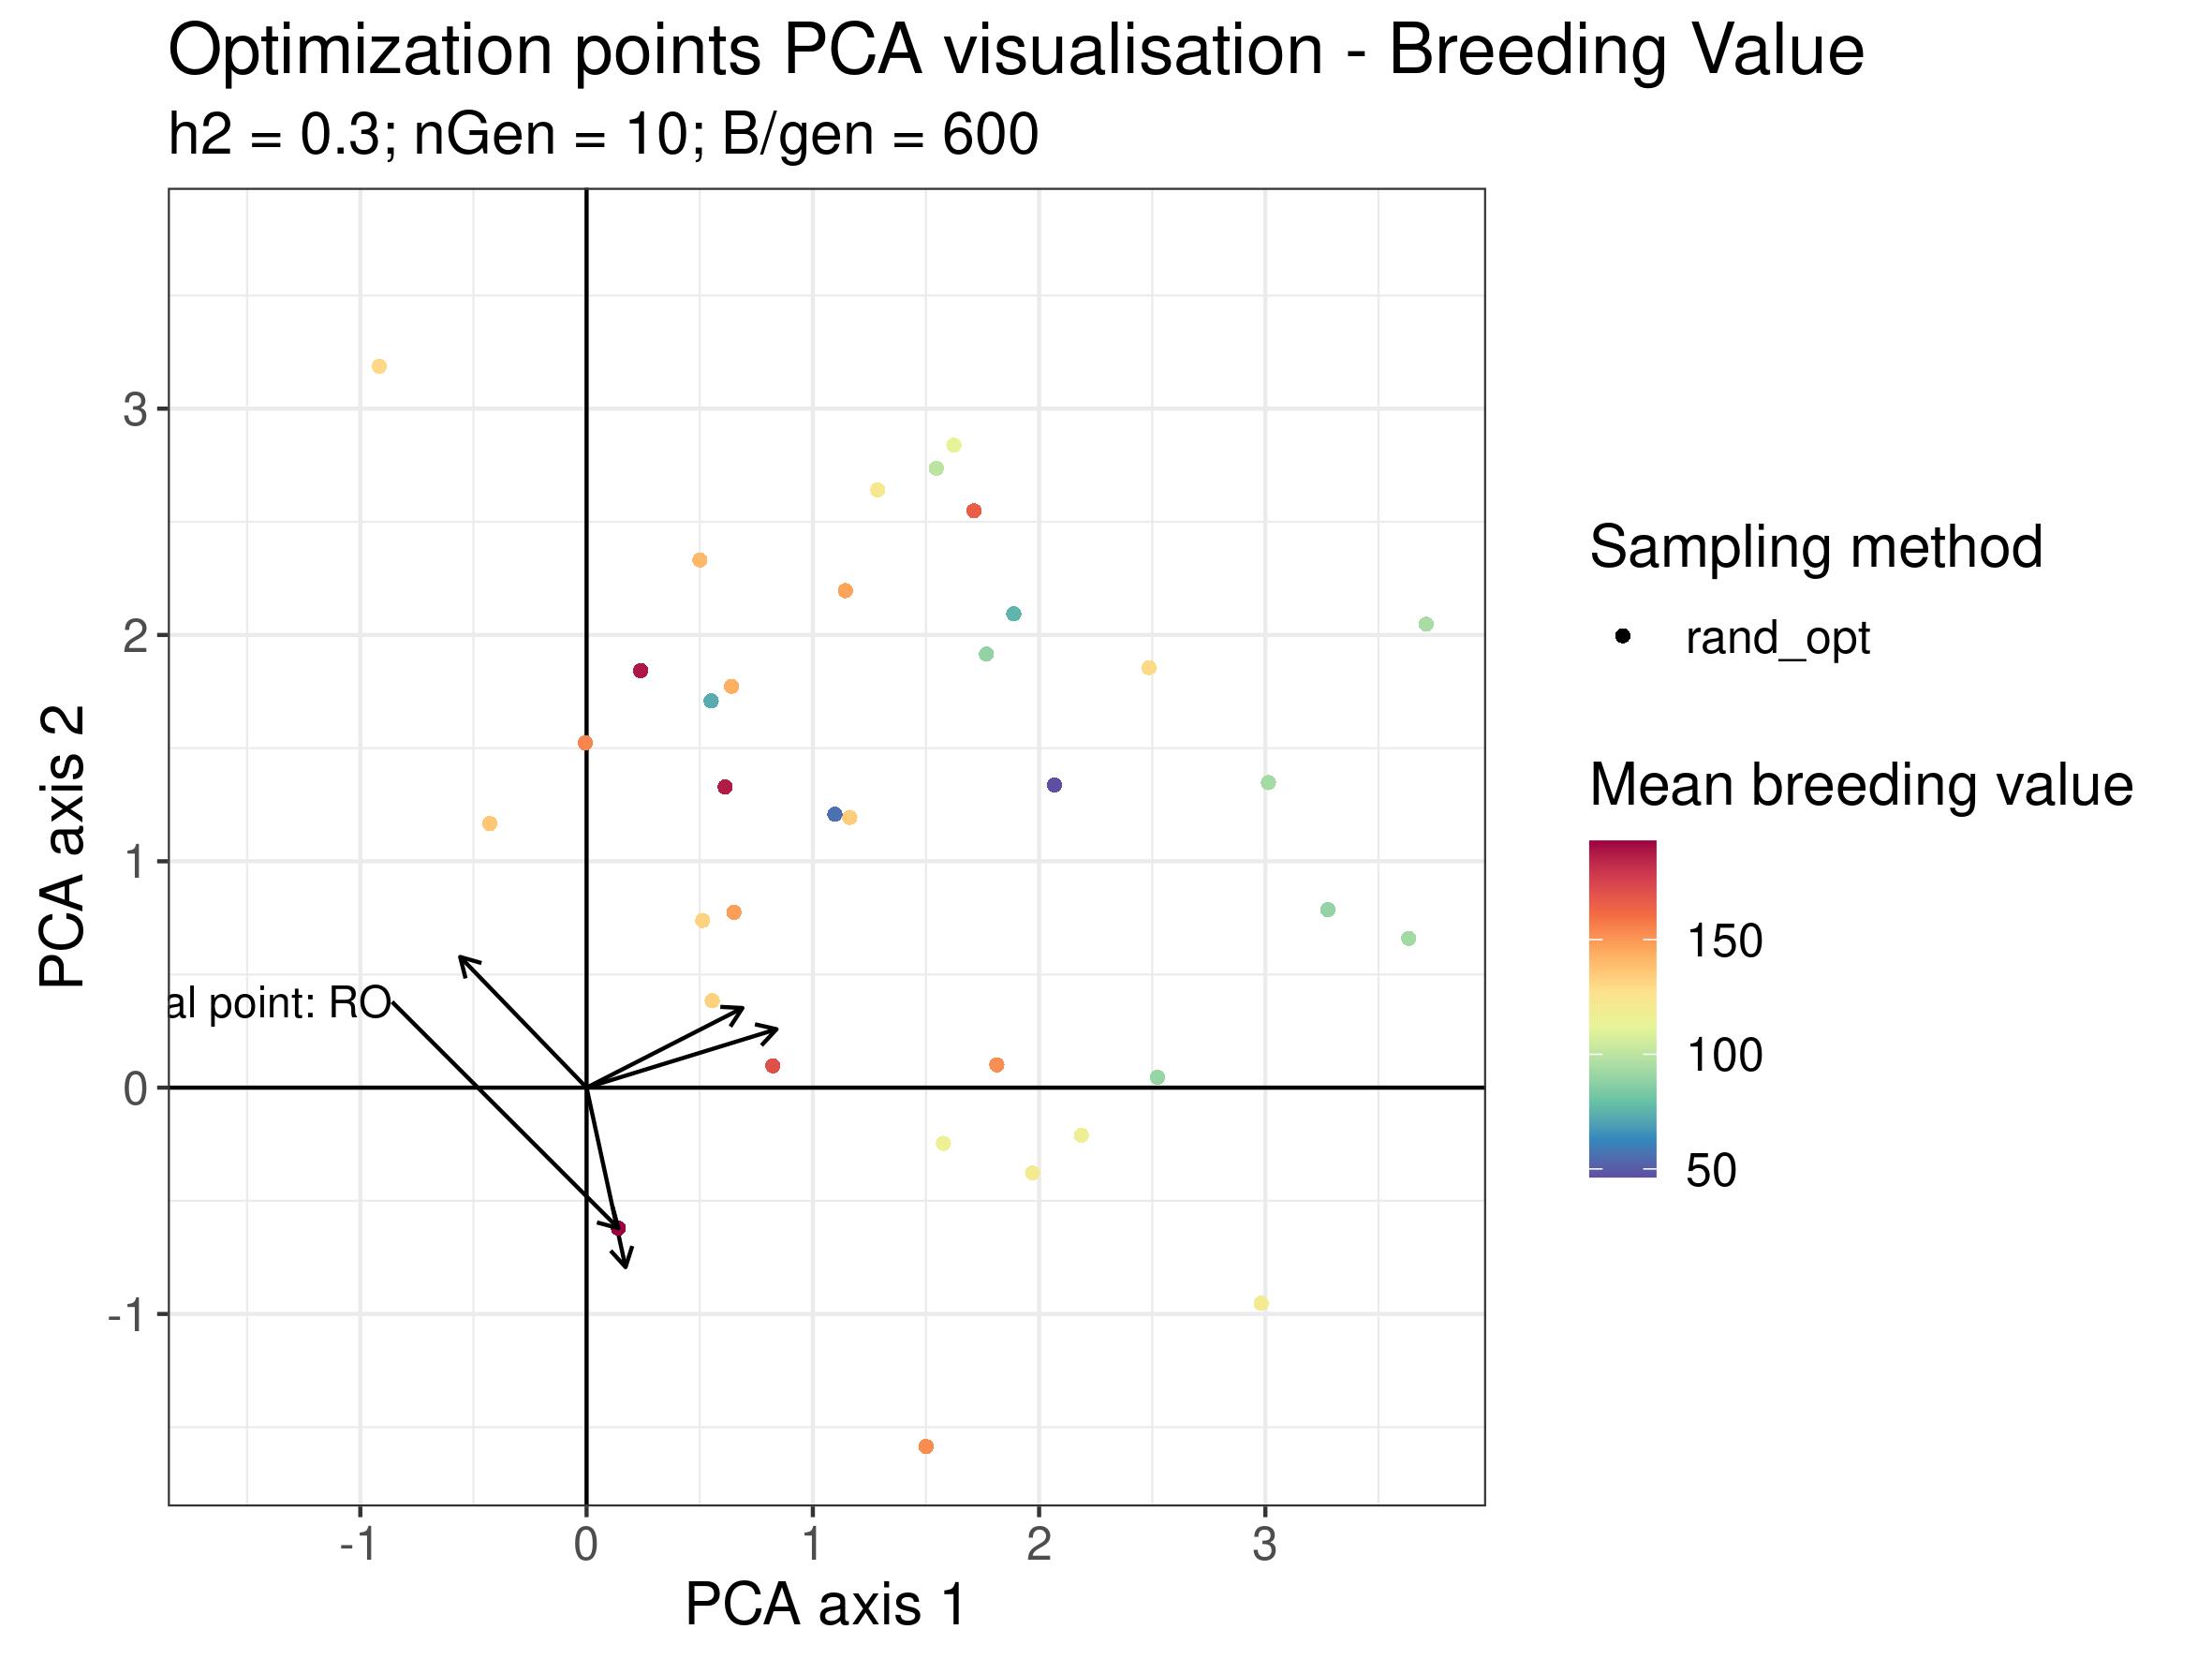 Optimization points PCA visualisation - Breeding Value
h2 = 0.3; nGen = 10; B/gen = 600
PCA axis 2
3
2
1
0
-1
al point: RO
-1
0
1
2
3
PCA axis 1
Sampling method
rand_opt
Mean breeding value
150
100
50